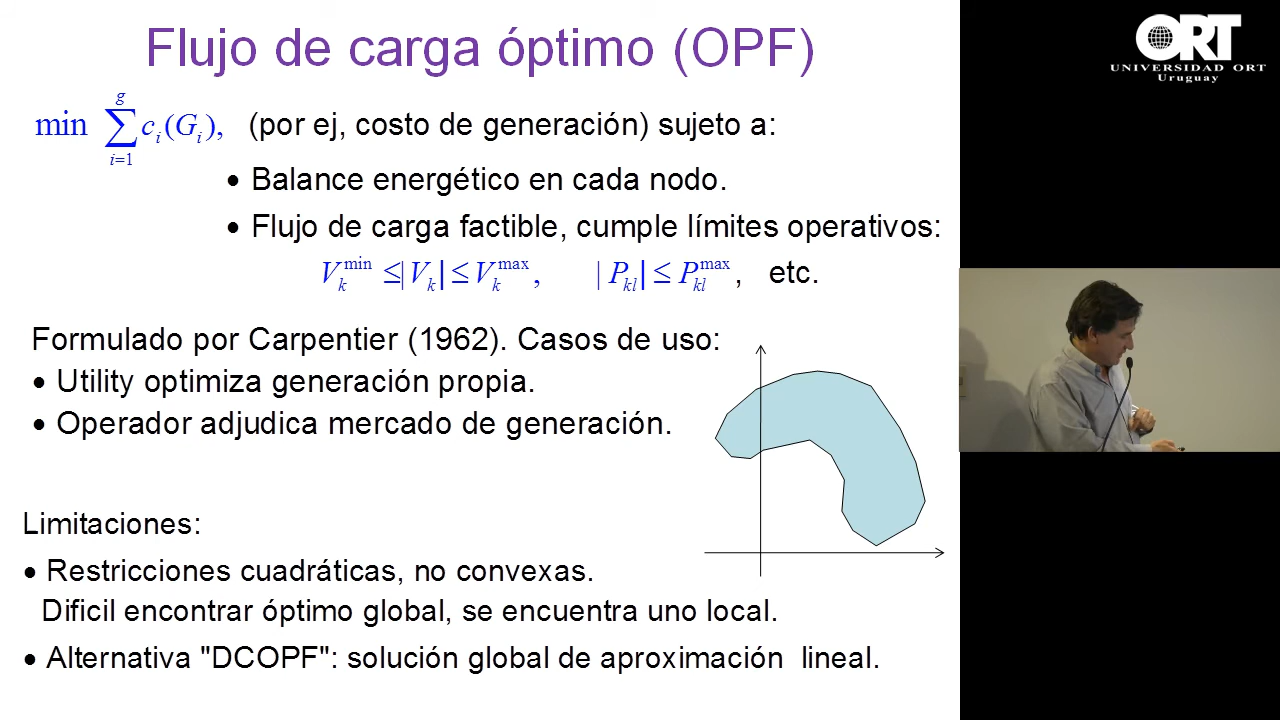 Flujo de carga óptimo (OPF)
min ∑_{i=1}^{g} c_i(G_i), (por ej, costo de generación) sujeto a:
• Balance energético en cada nodo.
• Flujo de carga factible, cumple límites operativos:
V_k^min ≤ |V_k| ≤ V_k^max, |P_kl| ≤ P_kl^max, etc.
Formulado por Carpentier (1962). Casos de uso:
• Utility optimiza generación propia.
• Operador adjudica mercado de generación.
Limitaciones:
• Restricciones cuadráticas, no convexas.
Dificil encontrar óptimo global, se encuentra uno local.
• Alternativa "DCOPF": solución global de aproximación lineal.
ORT
UNIVERSIDAD ORT
Uruguay